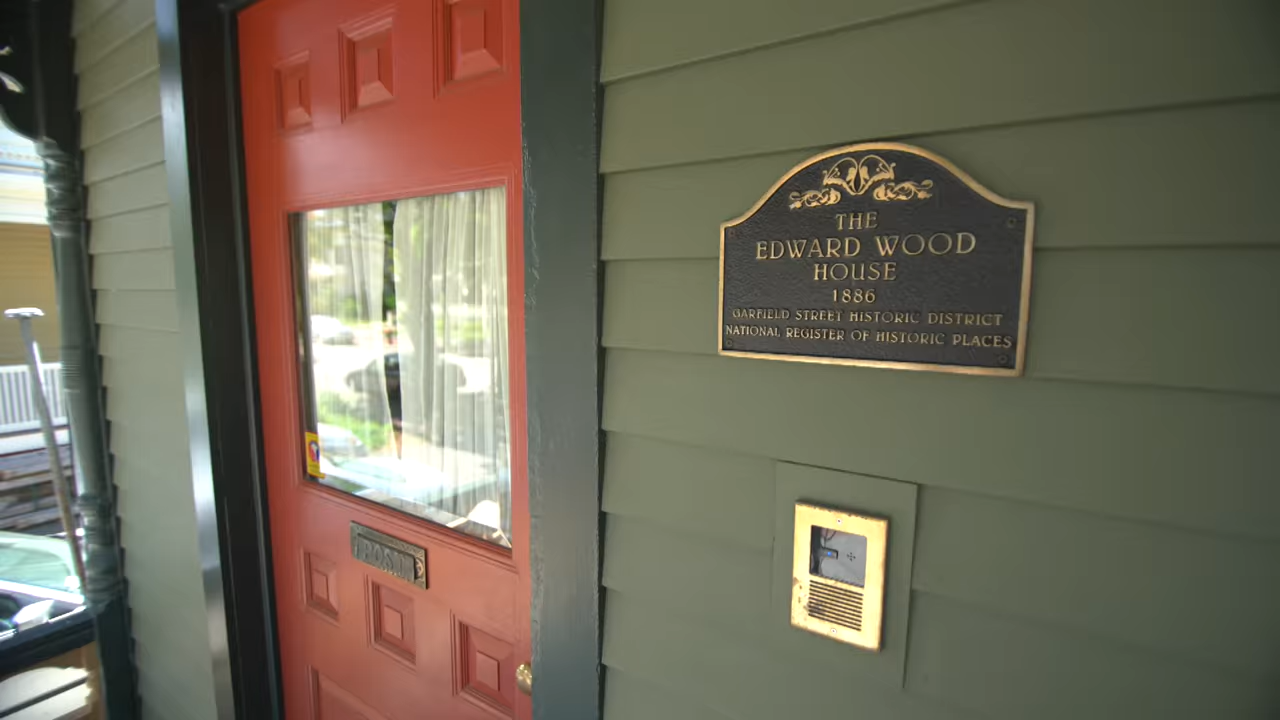 THE
EDWARD WOOD
HOUSE
1886
GARFIELD STREET HISTORIC DISTRICT
NATIONAL REGISTER OF HISTORIC PLACES
POST